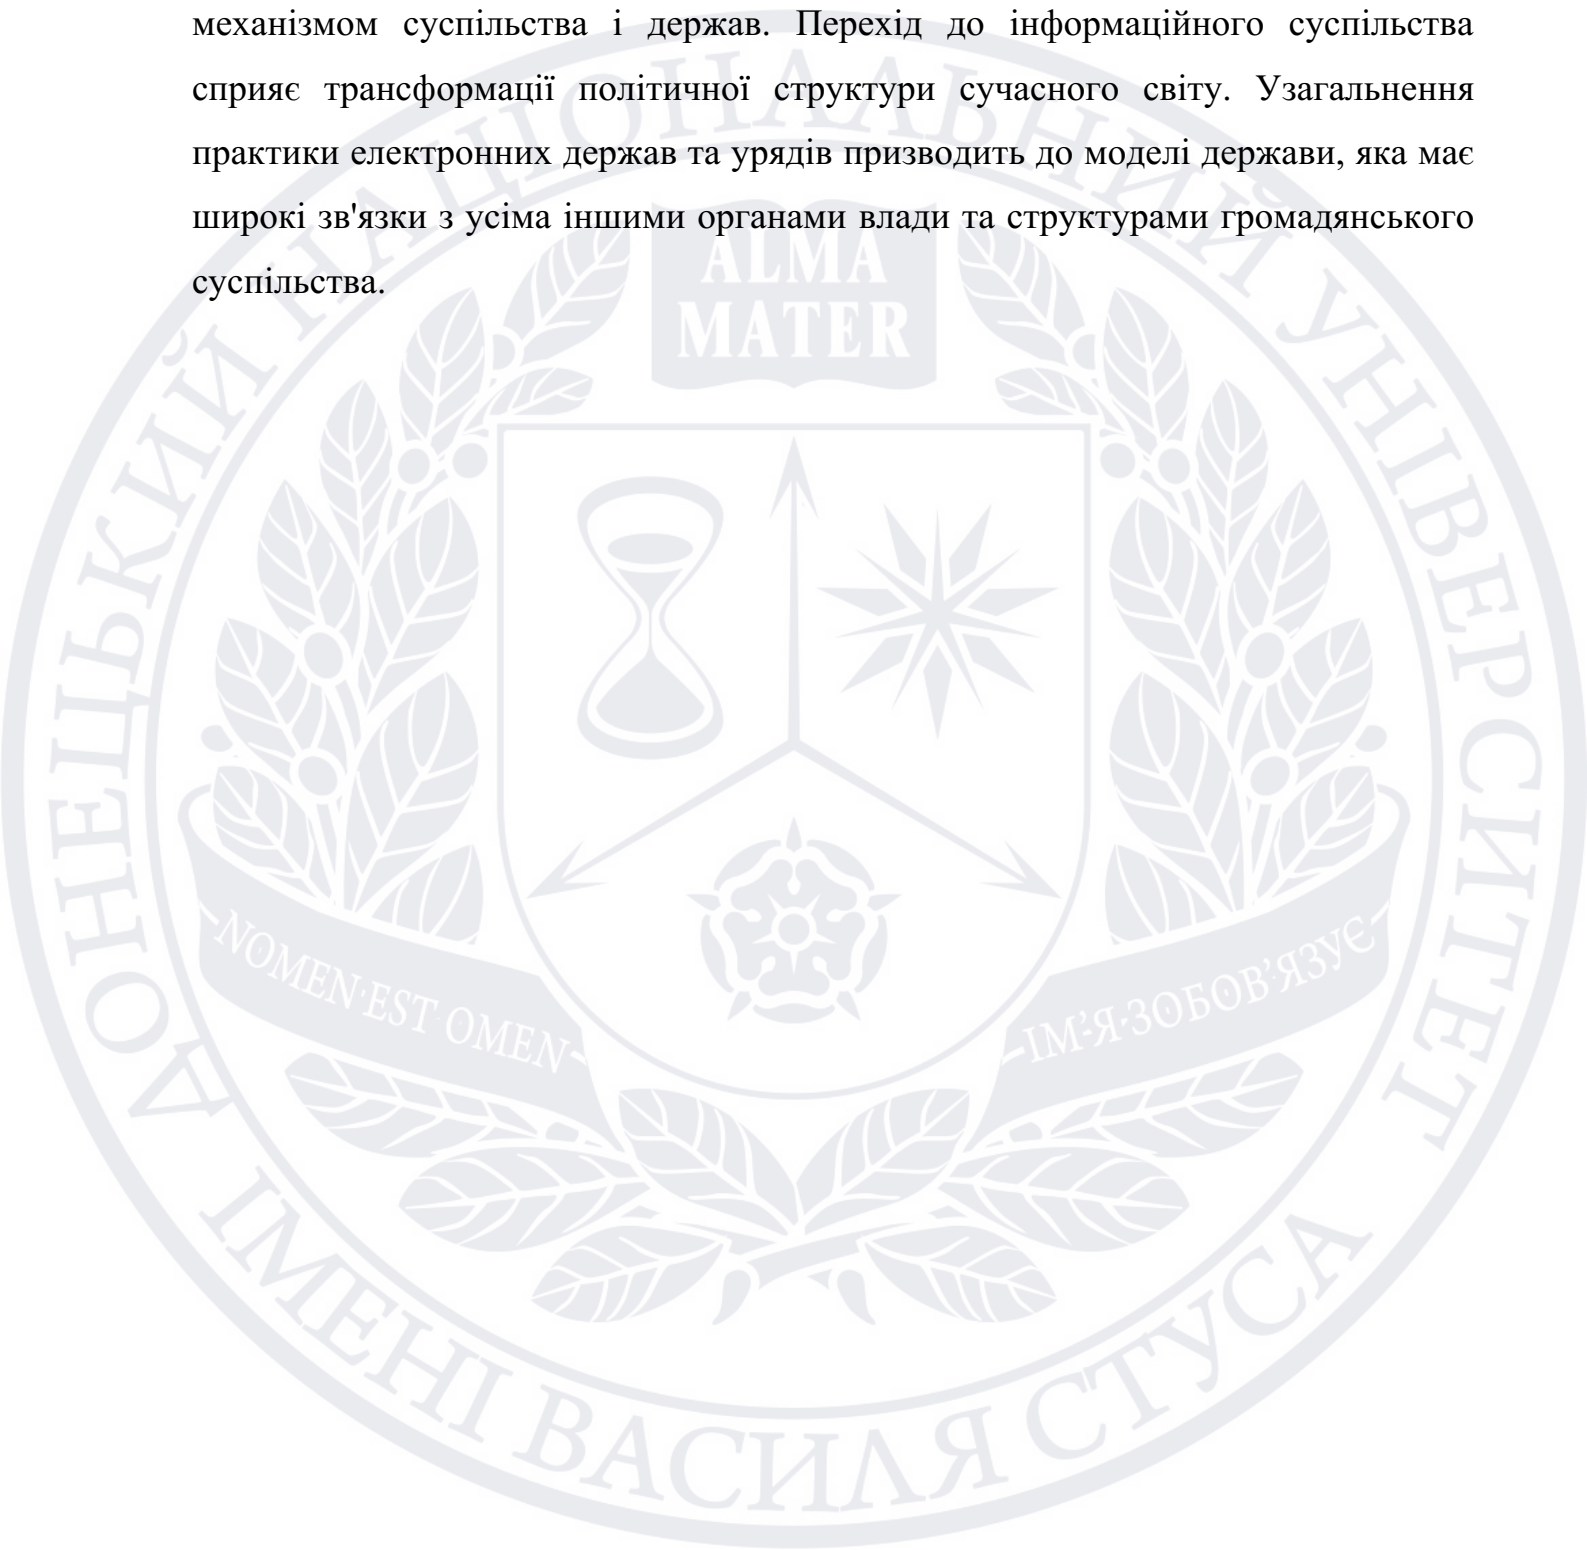 механізмом суспільства і держав. Перехід до інформаційного суспільства
сприяє трансформації політичної структури сучасного світу. Узагальнення
практики електронних держав та урядів призводить до моделі держави, яка має
широкі зв'язки з усіма іншими органами влади та структурами громадянського
суспільства.
ДОНЕЦЬКИЙ НАЦІОНАЛЬНИЙ УНІВЕРСИТЕТ
ALMA
MATER
NOMEN·EST·OMEN
ІМ'Я·ЗОБОВ'ЯЗУЄ
ІМЕНІ ВАСИЛЯ СТУСА